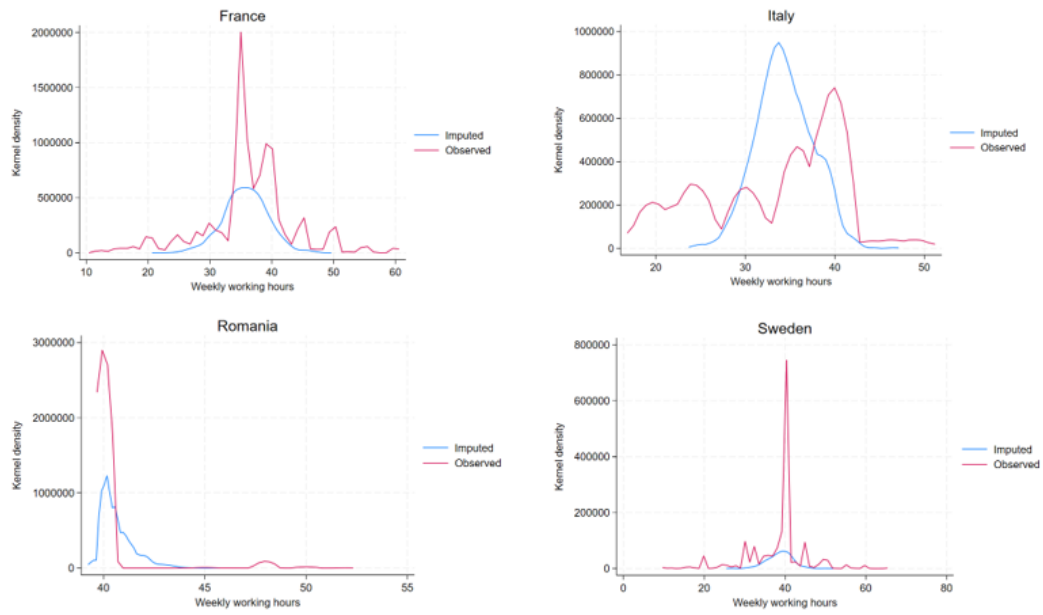 France
2000000
1500000
1000000
500000
0
Kernel density
10 20 30 40 50 60
Weekly working hours
Imputed
Observed
Italy
1000000
800000
600000
400000
200000
0
Kernel density
20 30 40 50
Weekly working hours
Imputed
Observed
Romania
3000000
2000000
1000000
0
Kernel density
40 45 50 55
Weekly working hours
Imputed
Observed
Sweden
800000
600000
400000
200000
0
Kernel density
0 20 40 60 80
Weekly working hours
Imputed
Observed